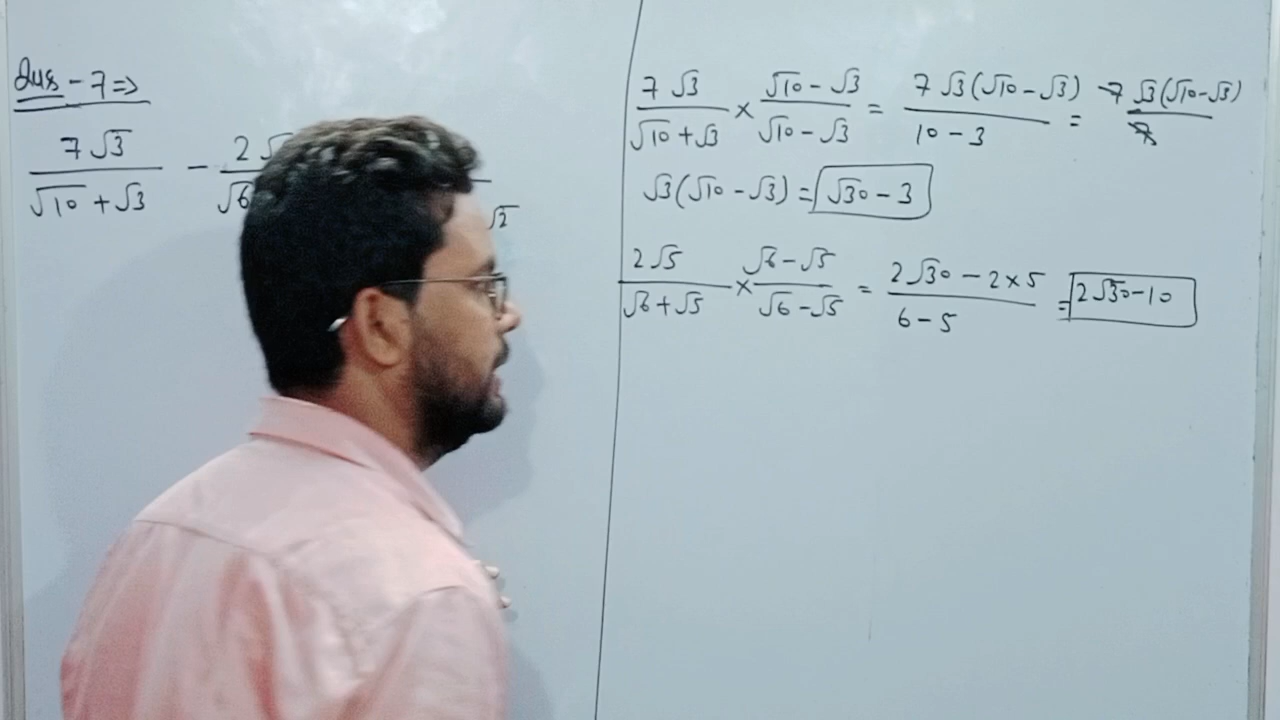 Ques - 7 ⇒
7√3 / √10 + √3 - 2√ / √6 √2
7√3 / √10 + √3 × √10 - √3 / √10 - √3 = 7√3(√10 - √3) / 10 - 3 = 7√3(√10 - √3) / 7
√3(√10 - √3) = √30 - 3
2√5 / √6 + √5 × √6 - √5 / √6 - √5 = 2√30 - 2×5 / 6 - 5 = 2√30 - 10